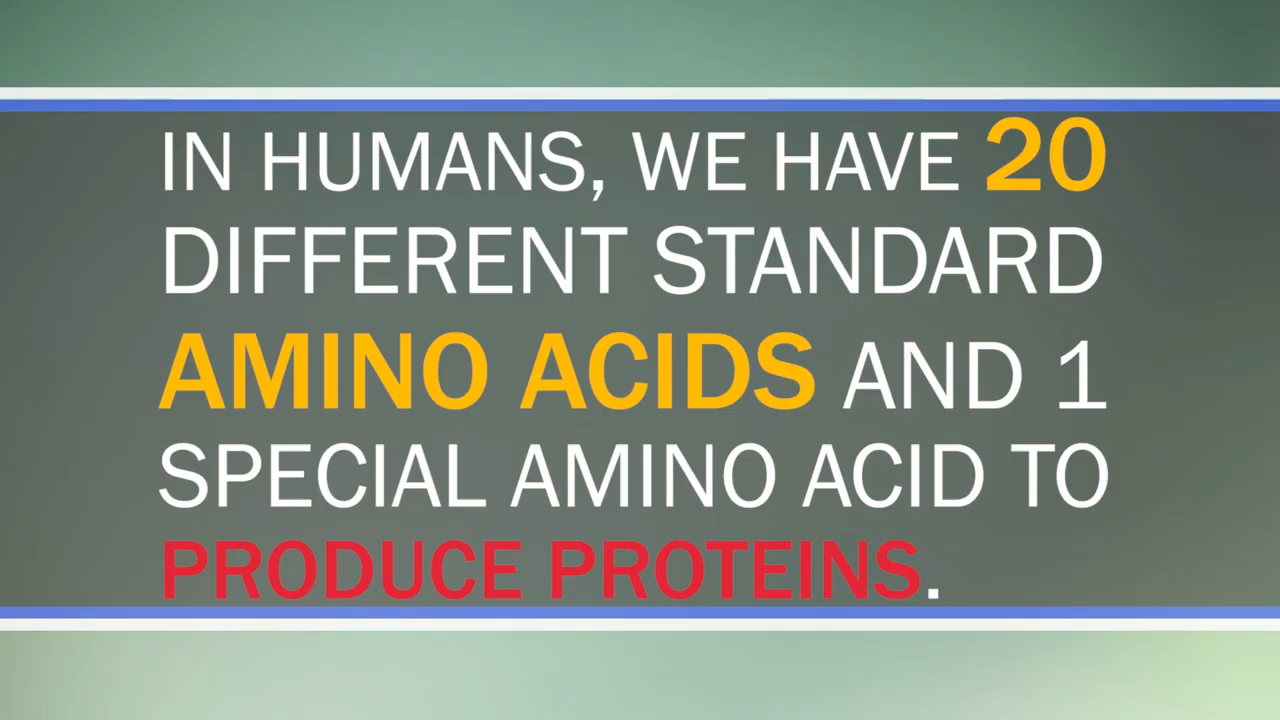 IN HUMANS, WE HAVE 20
DIFFERENT STANDARD
AMINO ACIDS AND 1
SPECIAL AMINO ACID TO
PRODUCE PROTEINS.